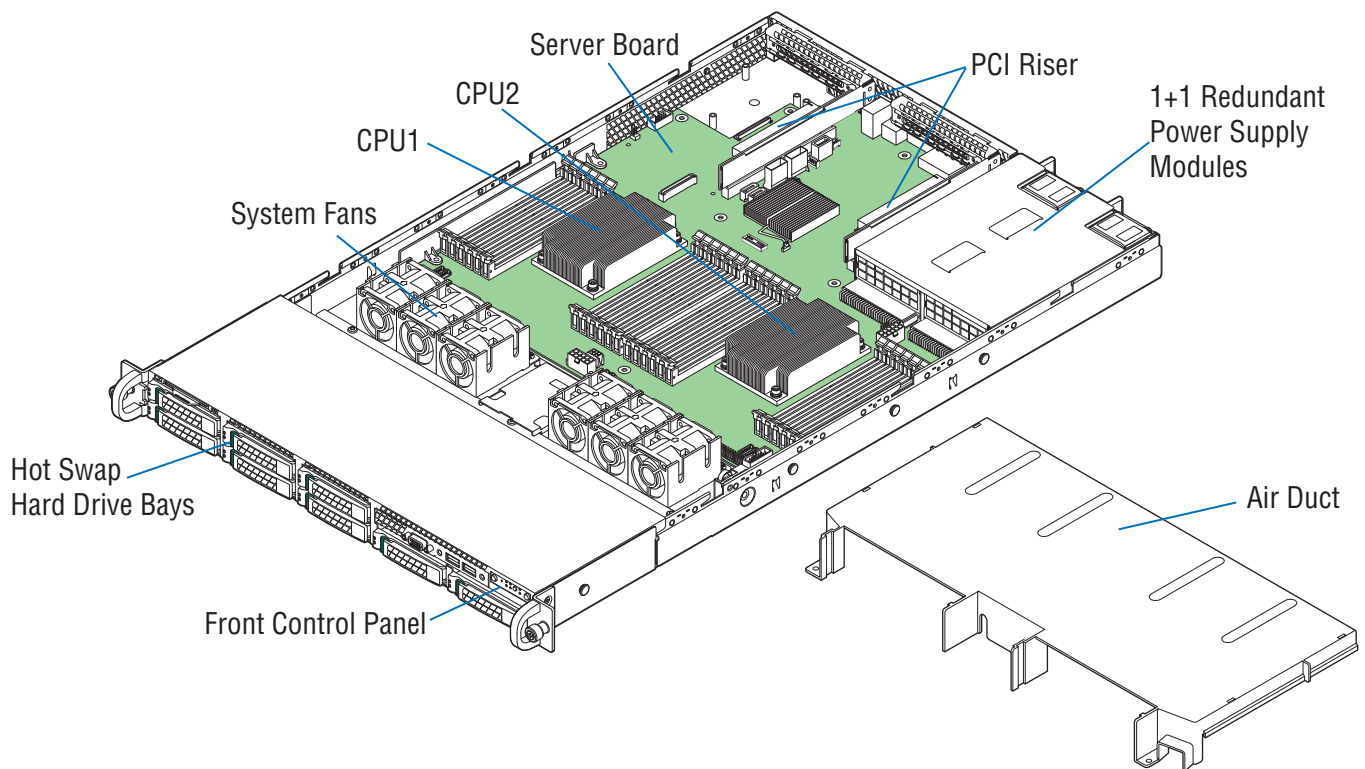 Server Board
PCI Riser
CPU2
1+1 Redundant
Power Supply
Modules
CPU1
System Fans
Hot Swap
Hard Drive Bays
Air Duct
Front Control Panel